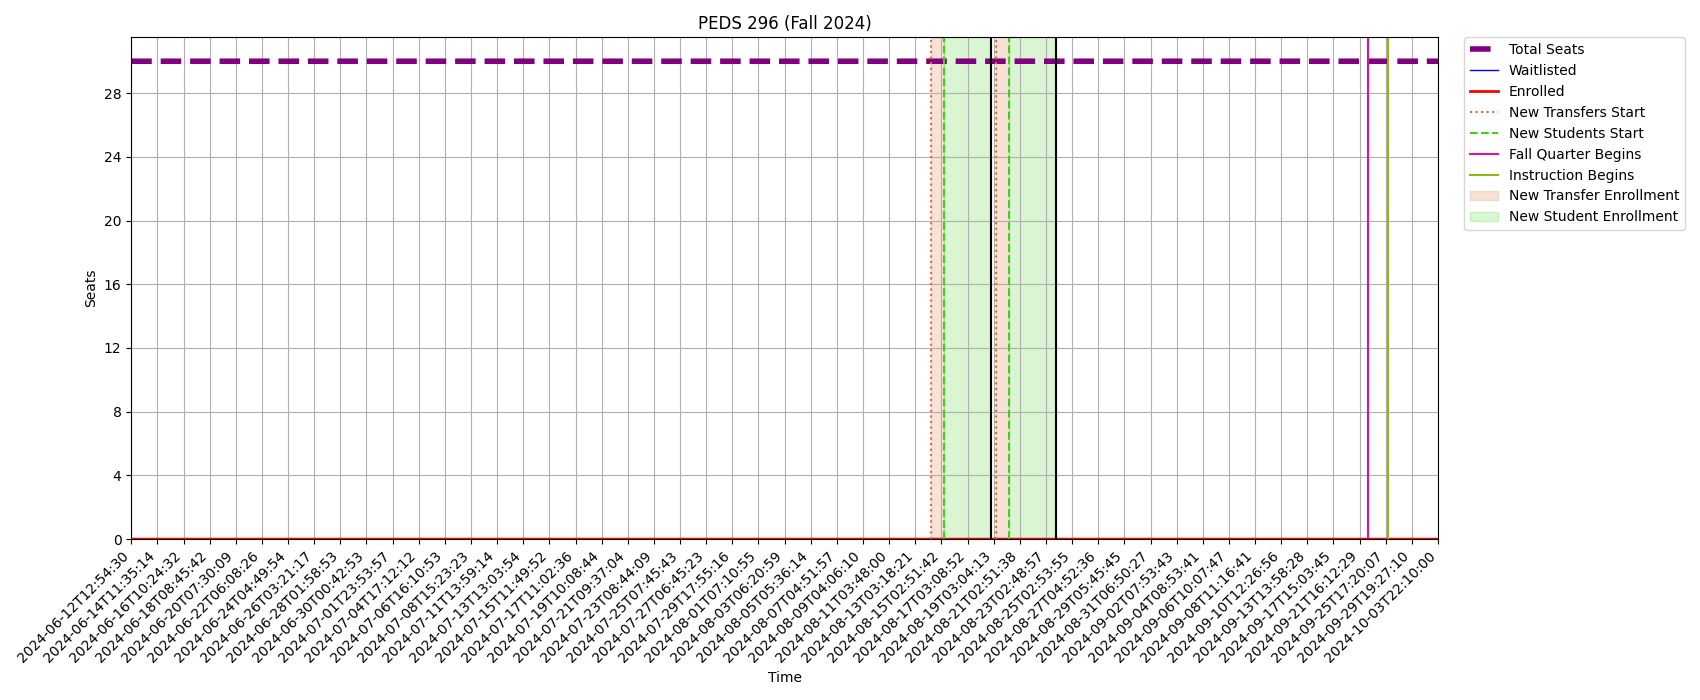 PEDS 296 (Fall 2024)
Total Seats
Waitlisted
Enrolled
New Transfers Start
New Students Start
Fall Quarter Begins
Instruction Begins
New Transfer Enrollment
New Student Enrollment
Seats
28
24
20
16
12
8
4
0
2024-06-12T12:54:30
2024-06-14T11:35:14
2024-06-16T10:24:32
2024-06-18T08:45:42
2024-06-20T07:30:09
2024-06-22T06:08:26
2024-06-24T04:49:54
2024-06-26T03:21:17
2024-06-28T01:58:53
2024-06-30T00:42:53
2024-07-01T23:53:57
2024-07-04T17:12:12
2024-07-06T16:10:53
2024-07-08T15:23:23
2024-07-11T13:59:14
2024-07-13T13:03:54
2024-07-15T11:49:52
2024-07-17T11:02:36
2024-07-19T10:08:44
2024-07-21T09:37:04
2024-07-23T08:44:09
2024-07-25T07:45:43
2024-07-27T06:45:23
2024-07-29T17:55:16
2024-08-01T07:10:55
2024-08-03T06:20:59
2024-08-05T05:36:14
2024-08-07T04:51:57
2024-08-09T04:06:10
2024-08-11T03:48:00
2024-08-13T03:18:21
2024-08-15T02:51:42
2024-08-17T03:08:52
2024-08-19T03:04:13
2024-08-21T02:51:38
2024-08-23T02:48:57
2024-08-25T02:53:55
2024-08-27T04:52:36
2024-08-29T05:45:45
2024-08-31T06:50:27
2024-09-02T07:53:43
2024-09-04T08:53:41
2024-09-06T10:07:47
2024-09-08T11:16:41
2024-09-10T12:26:56
2024-09-13T13:58:28
2024-09-17T15:03:45
2024-09-21T16:12:29
2024-09-25T17:20:07
2024-09-29T19:27:10
2024-10-03T22:10:00
Time